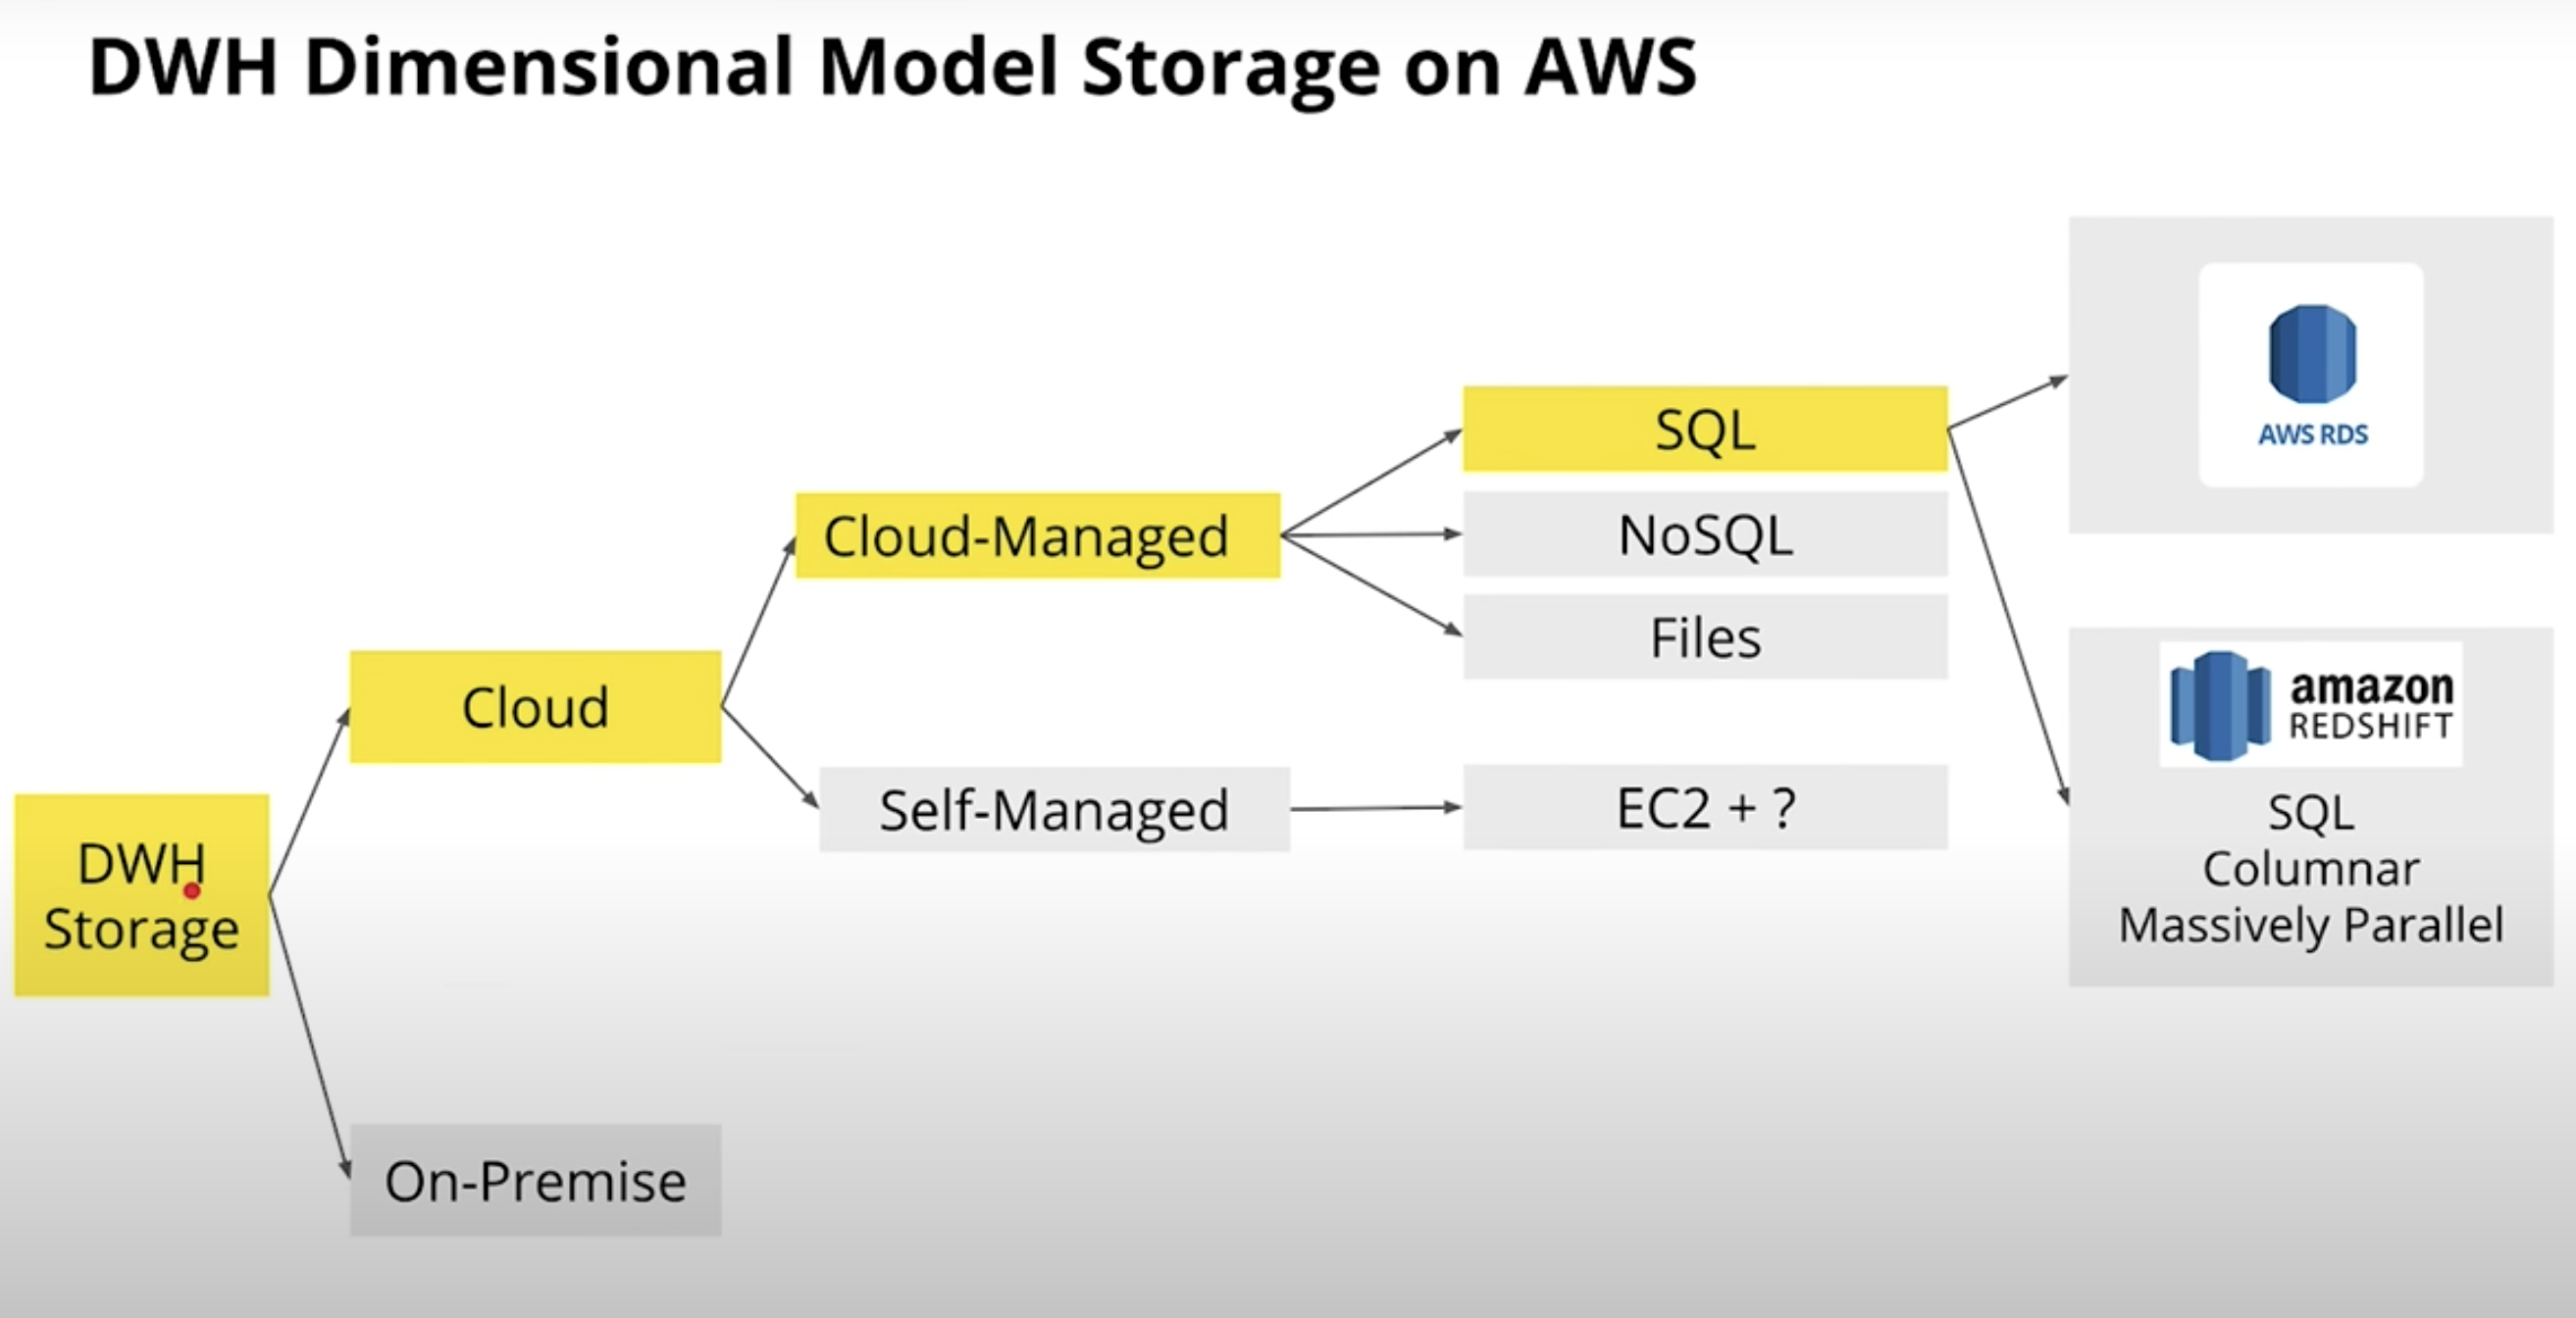 DWH Dimensional Model Storage on AWS
AWS RDS
SQL
Cloud-Managed
NoSQL
Files
Cloud
amazon
REDSHIFT
SQL
Columnar
Massively Parallel
Self-Managed
EC2 + ?
DWH
Storage
On-Premise